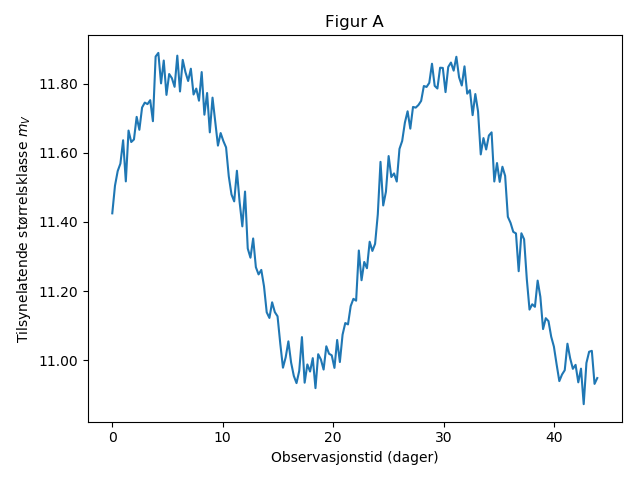 Figur A
Tilsynelatende størrelsklasse $m_V$
11.80
11.60
11.40
11.20
11.00
0 10 20 30 40
Observasjonstid (dager)